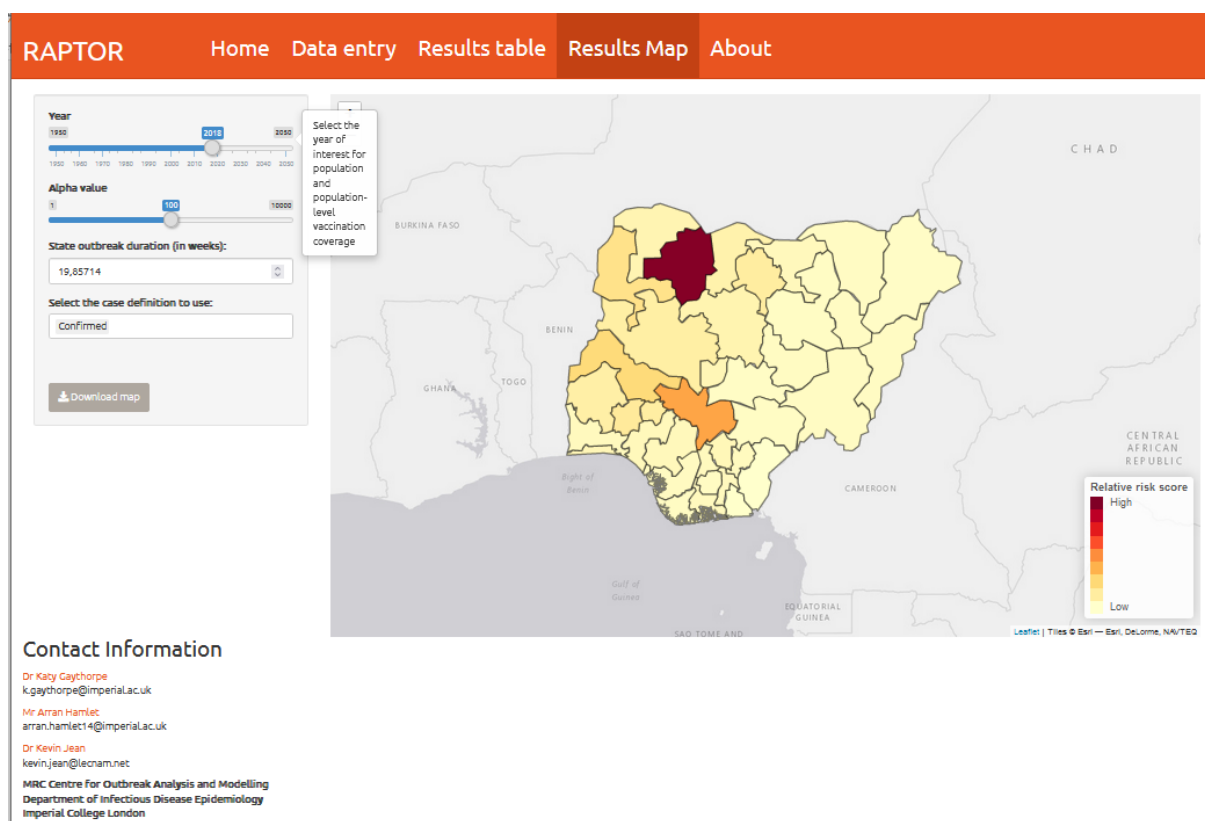 RAPTOR Home Data entry Results table Results Map About
Year
1950 2018 2050
1950 1960 1970 1980 1990 2000 2010 2020 2030 2040 2050
Alpha value
1 100 10000
State outbreak duration (in weeks):
19,85714
Select the case definition to use:
Confirmed
Download map
Select the
year of
interest for
population
and
population-
level
vaccination
coverage
CHAD
BURKINA FASO
BENIN
GHANA
TOGO
CENTRAL
AFRICAN
REPUBLIC
Bight of
Benin
CAMEROON
Gulf of
Guinea
EQUATORIAL
GUINEA
SAO TOME AND
Relative risk score
High
Low
Leaflet | Tiles © Esri — Esri, DeLorme, NAVTEQ
Contact Information
Dr Katy Gaythorpe
k.gaythorpe@imperial.ac.uk
Mr Arran Hamlet
arran.hamlet14@imperial.ac.uk
Dr Kevin Jean
kevin.jean@lecnam.net
MRC Centre for Outbreak Analysis and Modelling
Department of Infectious Disease Epidemiology
Imperial College London